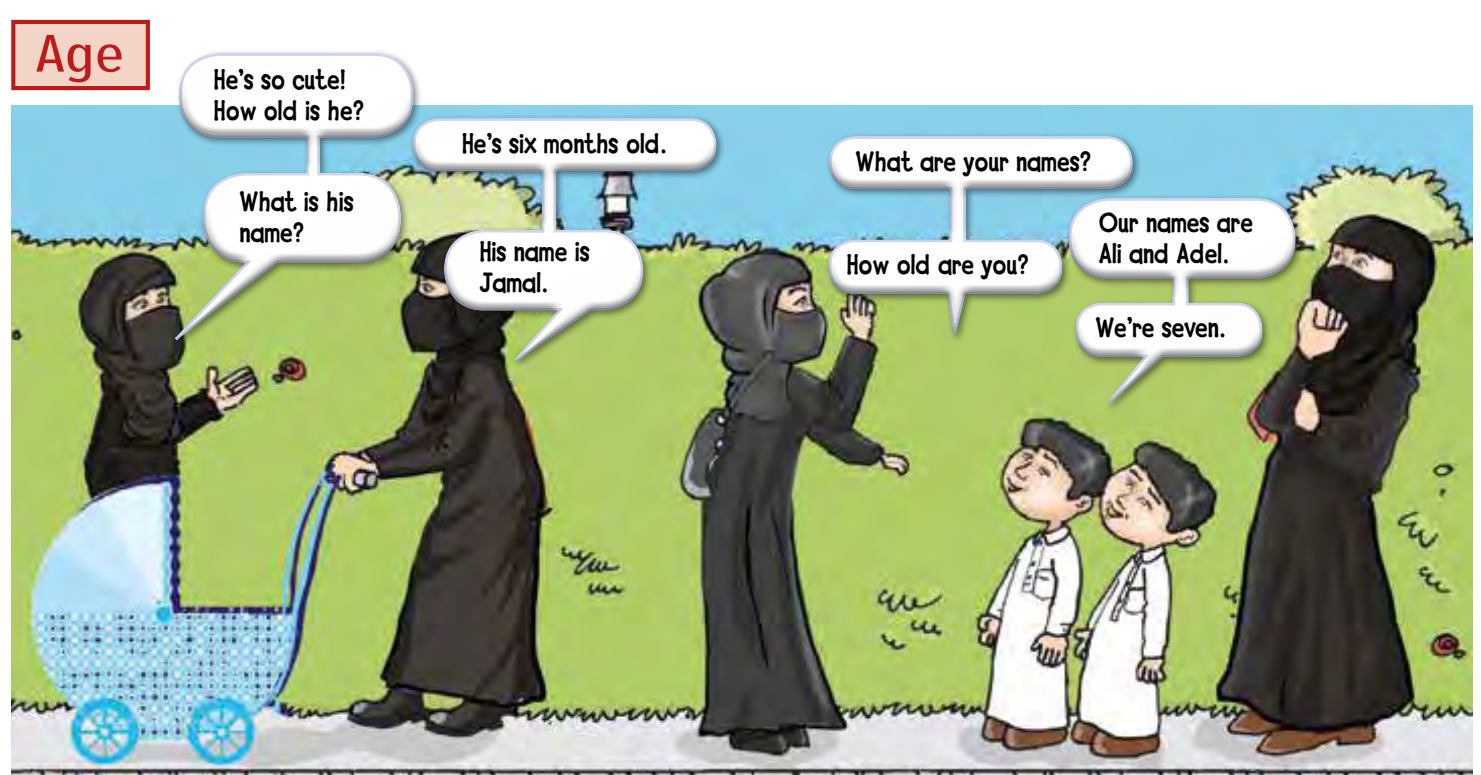 Age
He's so cute!
How old is he?
What is his
name?
He's six months old.
His name is
Jamal.
What are your names?
How old are you?
Our names are
Ali and Adel.
We're seven.